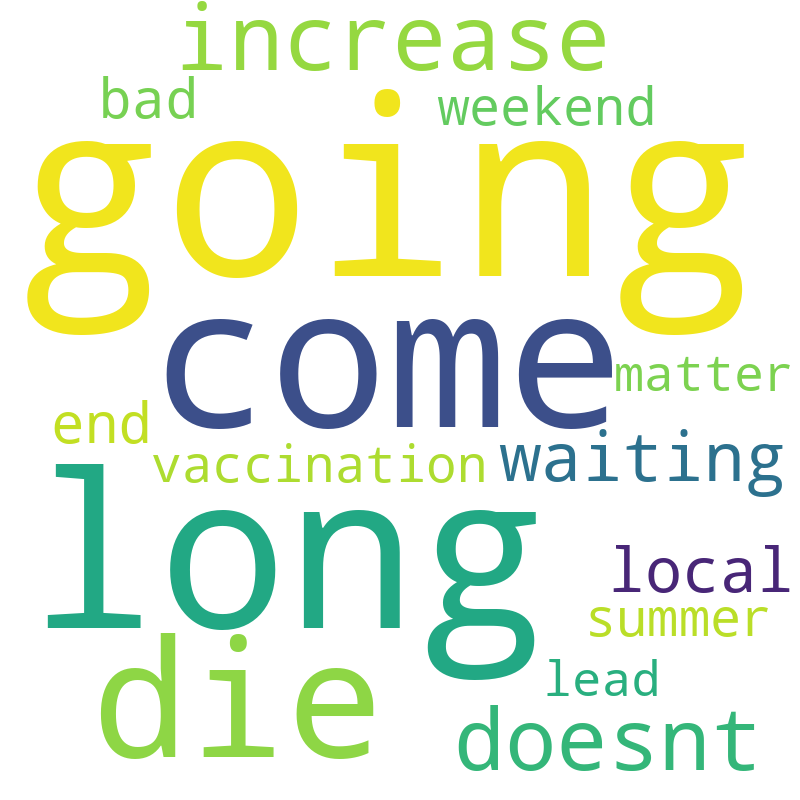 increase
bad weekend
going
come
matter
end
vaccination waiting
long
local
summer
die
lead
doesnt